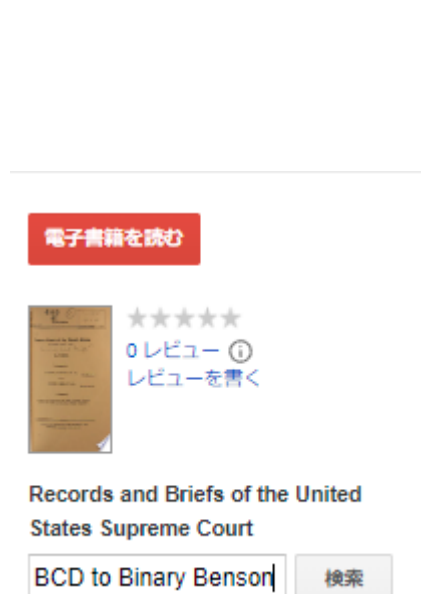 電子書籍を読む
0 レビュー
レビューを書く
Records and Briefs of the United
States Supreme Court
BCD to Binary Benson 検索